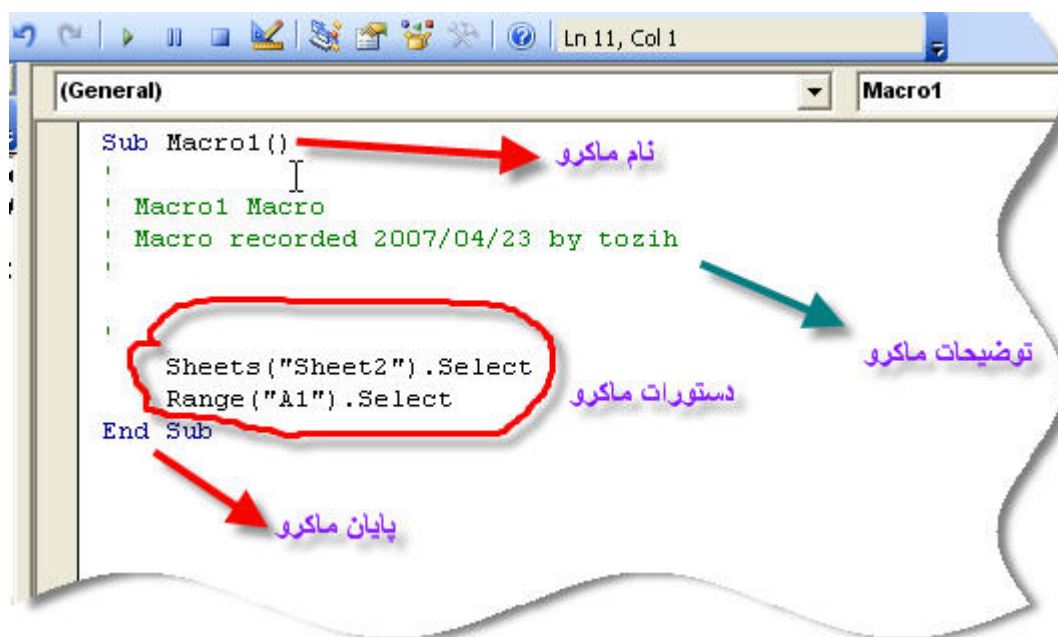 Ln 11, Col 1
(General)
Macro1
Sub Macro1()
نام ماکرو
'
' Macro1 Macro
' Macro recorded 2007/04/23 by tozih
'
توضیحات ماکرو
'
Sheets("Sheet2").Select
Range("A1").Select
دستورات ماکرو
End Sub
پایان ماکرو